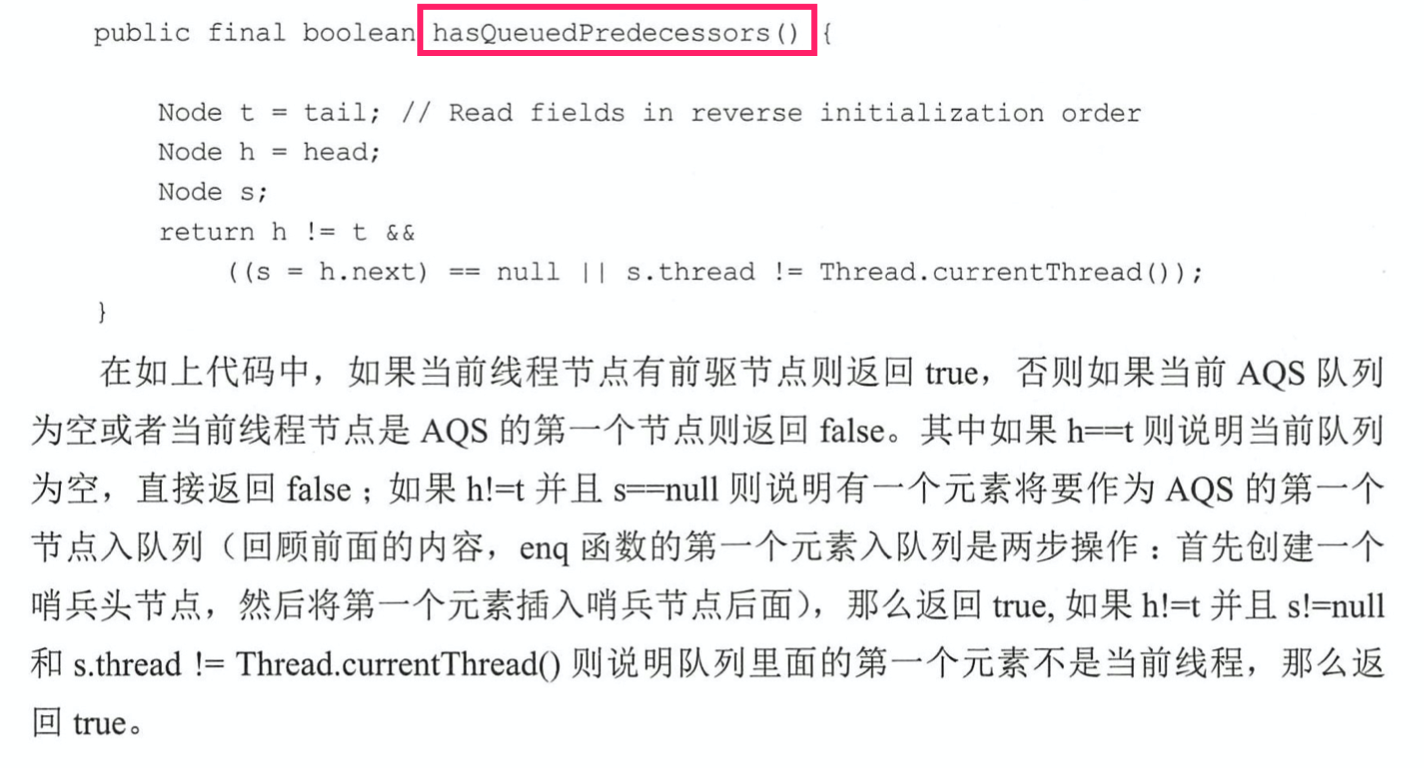 public final boolean hasQueuedPredecessors() {
Node t = tail; // Read fields in reverse initialization order
Node h = head;
Node s;
return h != t &&
((s = h.next) == null || s.thread != Thread.currentThread());
}
在如上代码中，如果当前线程节点有前驱节点则返回 true，否则如果当前 AQS 队列
为空或者当前线程节点是 AQS 的第一个节点则返回 false。其中如果 h==t 则说明当前队列
为空，直接返回 false；如果 h!=t 并且 s==null 则说明有一个元素将要作为 AQS 的第一个
节点入队列（回顾前面的内容，enq 函数的第一个元素入队列是两步操作：首先创建一个
哨兵头节点，然后将第一个元素插入哨兵节点后面），那么返回 true, 如果 h!=t 并且 s!=null
和 s.thread != Thread.currentThread() 则说明队列里面的第一个元素不是当前线程，那么返
回 true。